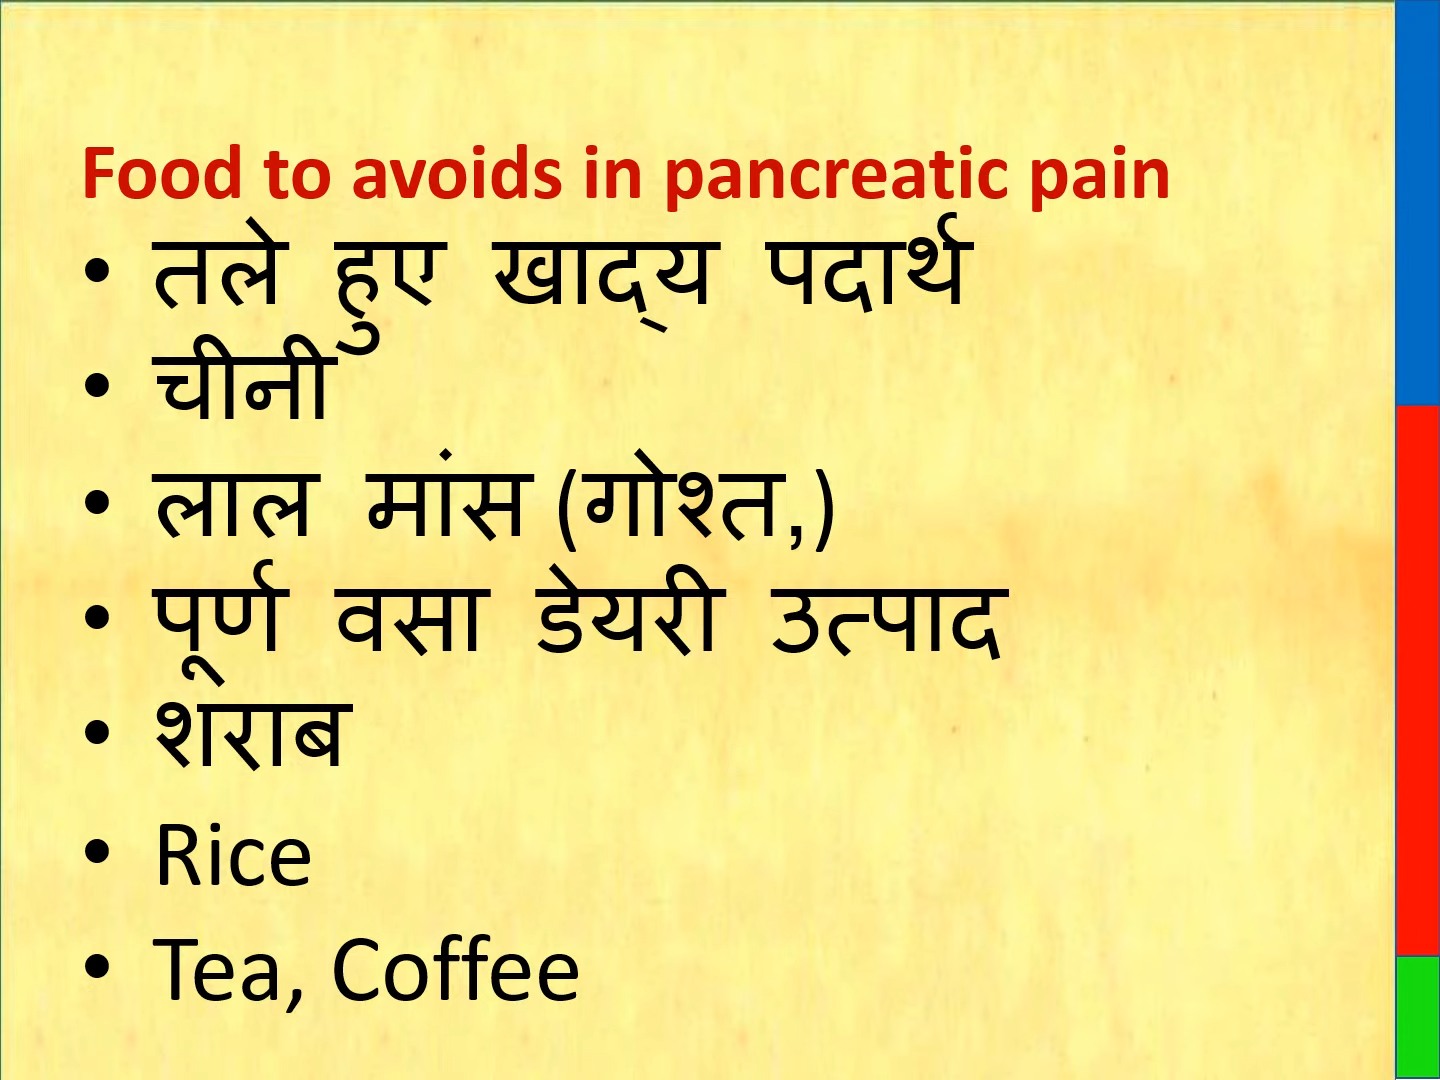 Food to avoids in pancreatic pain
• तले हुए खाद्‌य पदार्थ
• चीनी
• लाल मांस (गोश्त,)
• पूर्ण वसा डेयरी उत्पाद
• शराब
• Rice
• Tea, Coffee